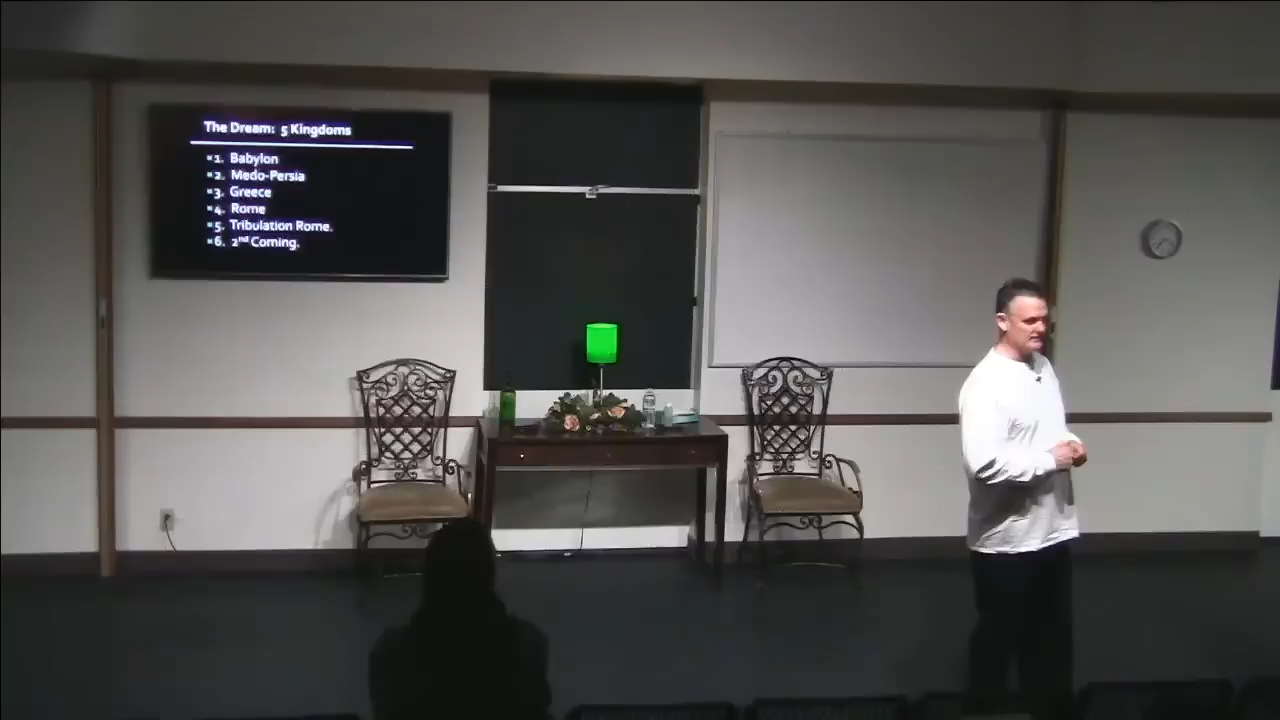 The Dream: 5 Kingdoms
1. Babylon
2. Medo-Persia
3. Greece
4. Rome
5. Tribulation Rome.
6. 2nd Coming.